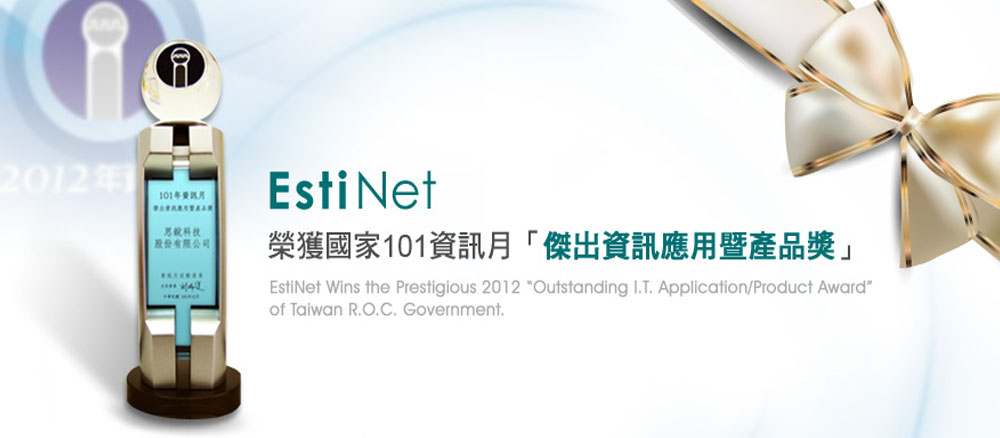 2012年資
101年資訊月
傑出資訊應用暨產品獎
思銳科技
股份有限公司
EstiNet
榮獲國家101資訊月「傑出資訊應用暨產品獎」
EstiNet Wins the Prestigious 2012 “Outstanding I.T. Application/Product Award”
of Taiwan R.O.C. Government.